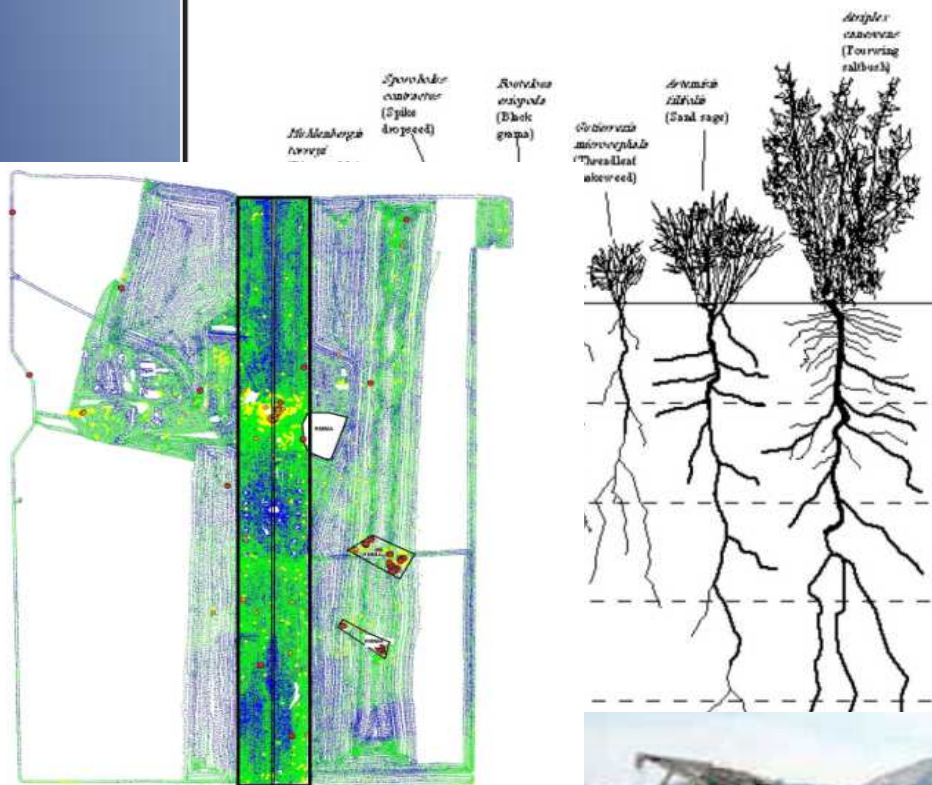 Atriplex
canescens
(Fourwing
saltbush)
Sporobolus
contractus
(Spike
dropseed)
Bouteloua
eriopoda
(Black
grama)
Artemisia
filifolia
(Sand sage)
Muhlenbergia
torreyi
Gutierrezia
microcephala
(Threadleaf
nakeweed)